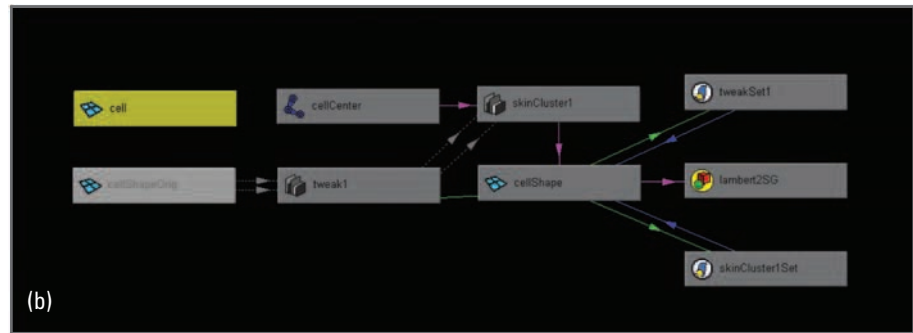 cell
cellCenter
skinCluster1
tweakSet1
cellShapeOrig
tweak1
cellShape
lambert2SG
skinCluster1Set
(b)